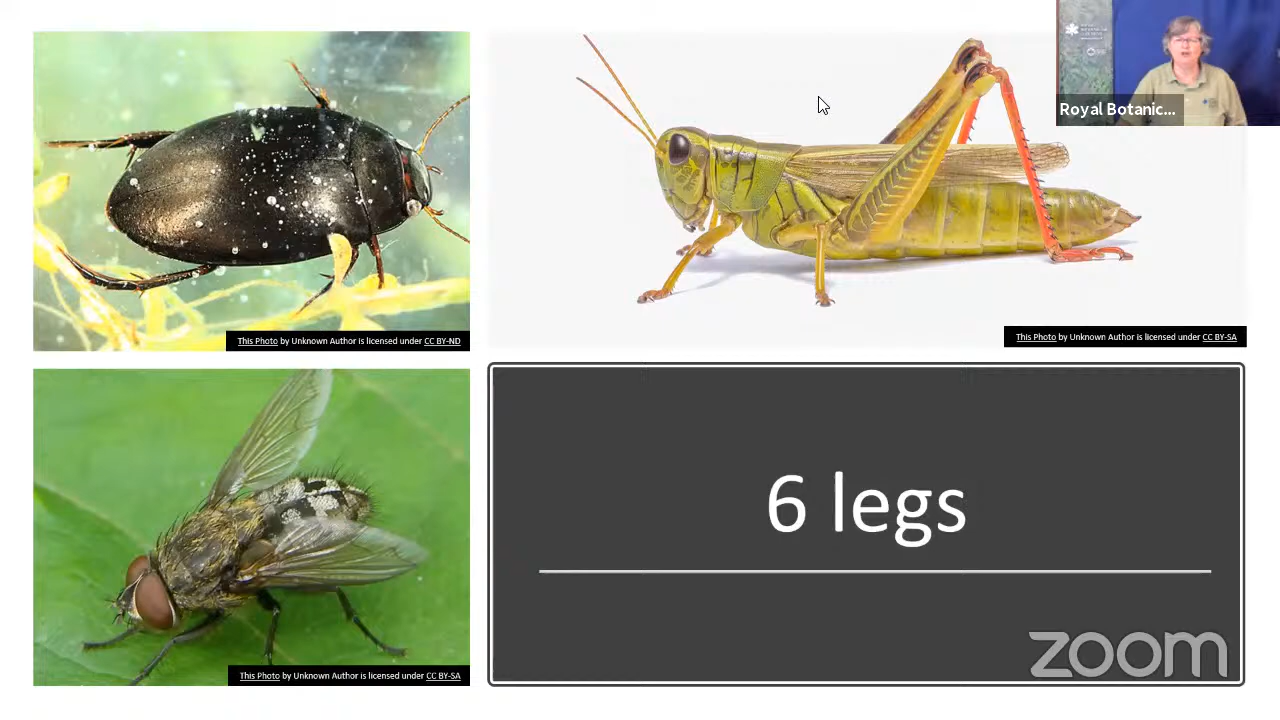 Royal Botanic...
This Photo by Unknown Author is licensed under CC BY-ND
This Photo by Unknown Author is licensed under CC BY-SA
6 legs
This Photo by Unknown Author is licensed under CC BY-SA
zoom